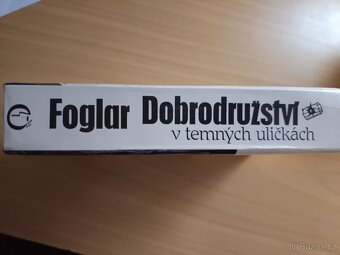 Foglar Dobrodružství
v temných uličkách